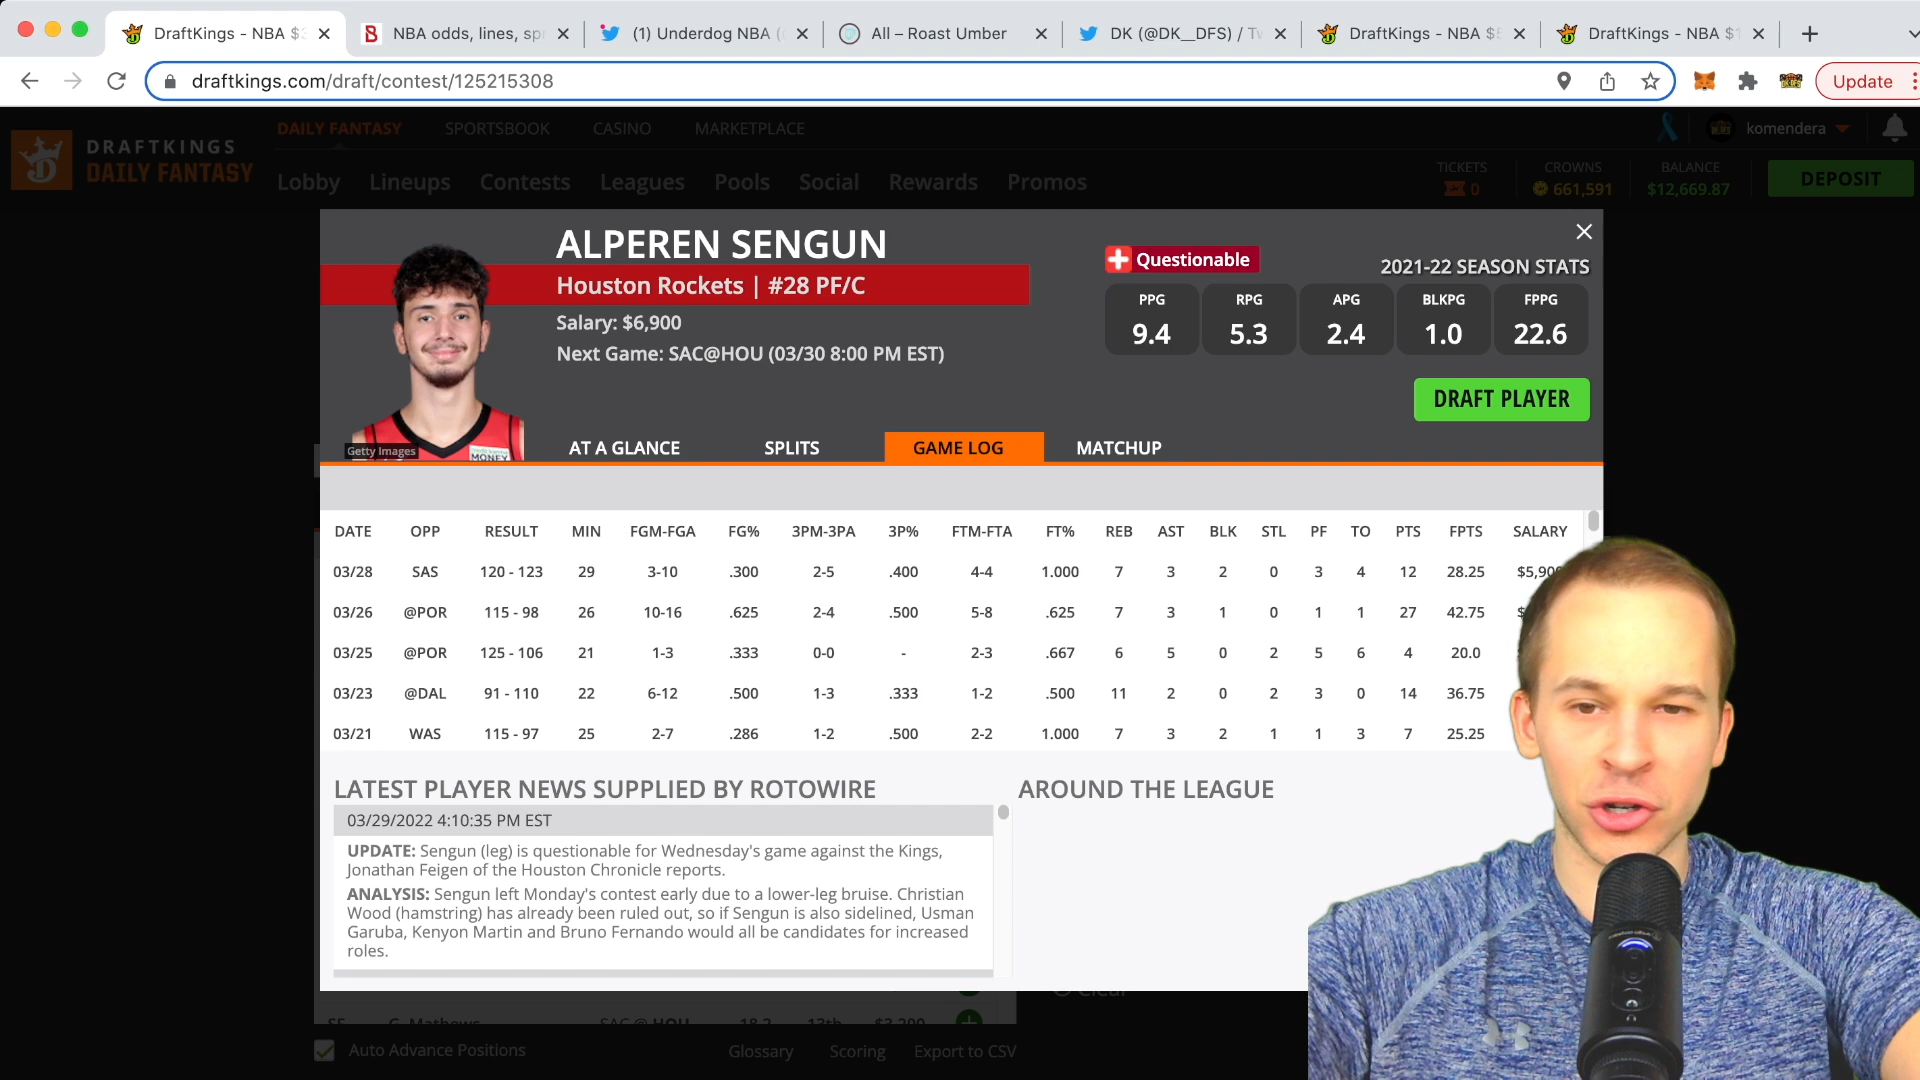 DraftKings - NBA $3
NBA odds, lines, spr
(1) Underdog NBA (
All – Roast Umber
DK (@DK__DFS) / Tw
DraftKings - NBA $
DraftKings - NBA $
draftkings.com/draft/contest/125215308
Update
DRAFTKINGS
DAILY FANTASY
DAILY FANTASY SPORTSBOOK CASINO MARKETPLACE
komendera
Lobby Lineups Contests Leagues Pools Social Rewards Promos
TICKETS
0
CROWNS
661,591
BALANCE
$12,669.87
DEPOSIT
ALPEREN SENGUN
Houston Rockets | #28 PF/C
Salary: $6,900
Next Game: SAC@HOU (03/30 8:00 PM EST)
Getty Images
MONEY
Questionable
2021-22 SEASON STATS
PPG RPG APG BLKPG FPPG
9.4 5.3 2.4 1.0 22.6
DRAFT PLAYER
AT A GLANCE SPLITS GAME LOG MATCHUP
DATE OPP RESULT MIN FGM-FGA FG% 3PM-3PA 3P% FTM-FTA FT% REB AST BLK STL PF TO PTS FPTS SALARY
03/28 SAS 120 - 123 29 3-10 .300 2-5 .400 4-4 1.000 7 3 2 0 3 4 12 28.25 $5,900
03/26 @POR 115 - 98 26 10-16 .625 2-4 .500 5-8 .625 7 3 1 0 1 1 27 42.75 $
03/25 @POR 125 - 106 21 1-3 .333 0-0 - 2-3 .667 6 5 0 2 5 6 4 20.0
03/23 @DAL 91 - 110 22 6-12 .500 1-3 .333 1-2 .500 11 2 0 2 3 0 14 36.75
03/21 WAS 115 - 97 25 2-7 .286 1-2 .500 2-2 1.000 7 3 2 1 1 3 7 25.25
LATEST PLAYER NEWS SUPPLIED BY ROTOWIRE
AROUND THE LEAGUE
03/29/2022 4:10:35 PM EST
UPDATE: Sengun (leg) is questionable for Wednesday's game against the Kings,
Jonathan Feigen of the Houston Chronicle reports.
ANALYSIS: Sengun left Monday's contest early due to a lower-leg bruise. Christian
Wood (hamstring) has already been ruled out, so if Sengun is also sidelined, Usman
Garuba, Kenyon Martin and Bruno Fernando would all be candidates for increased
roles.
Clear
SF G. Mathews SAC@HOU 18.2 13th $3,200
Auto Advance Positions
Glossary Scoring Export to CSV